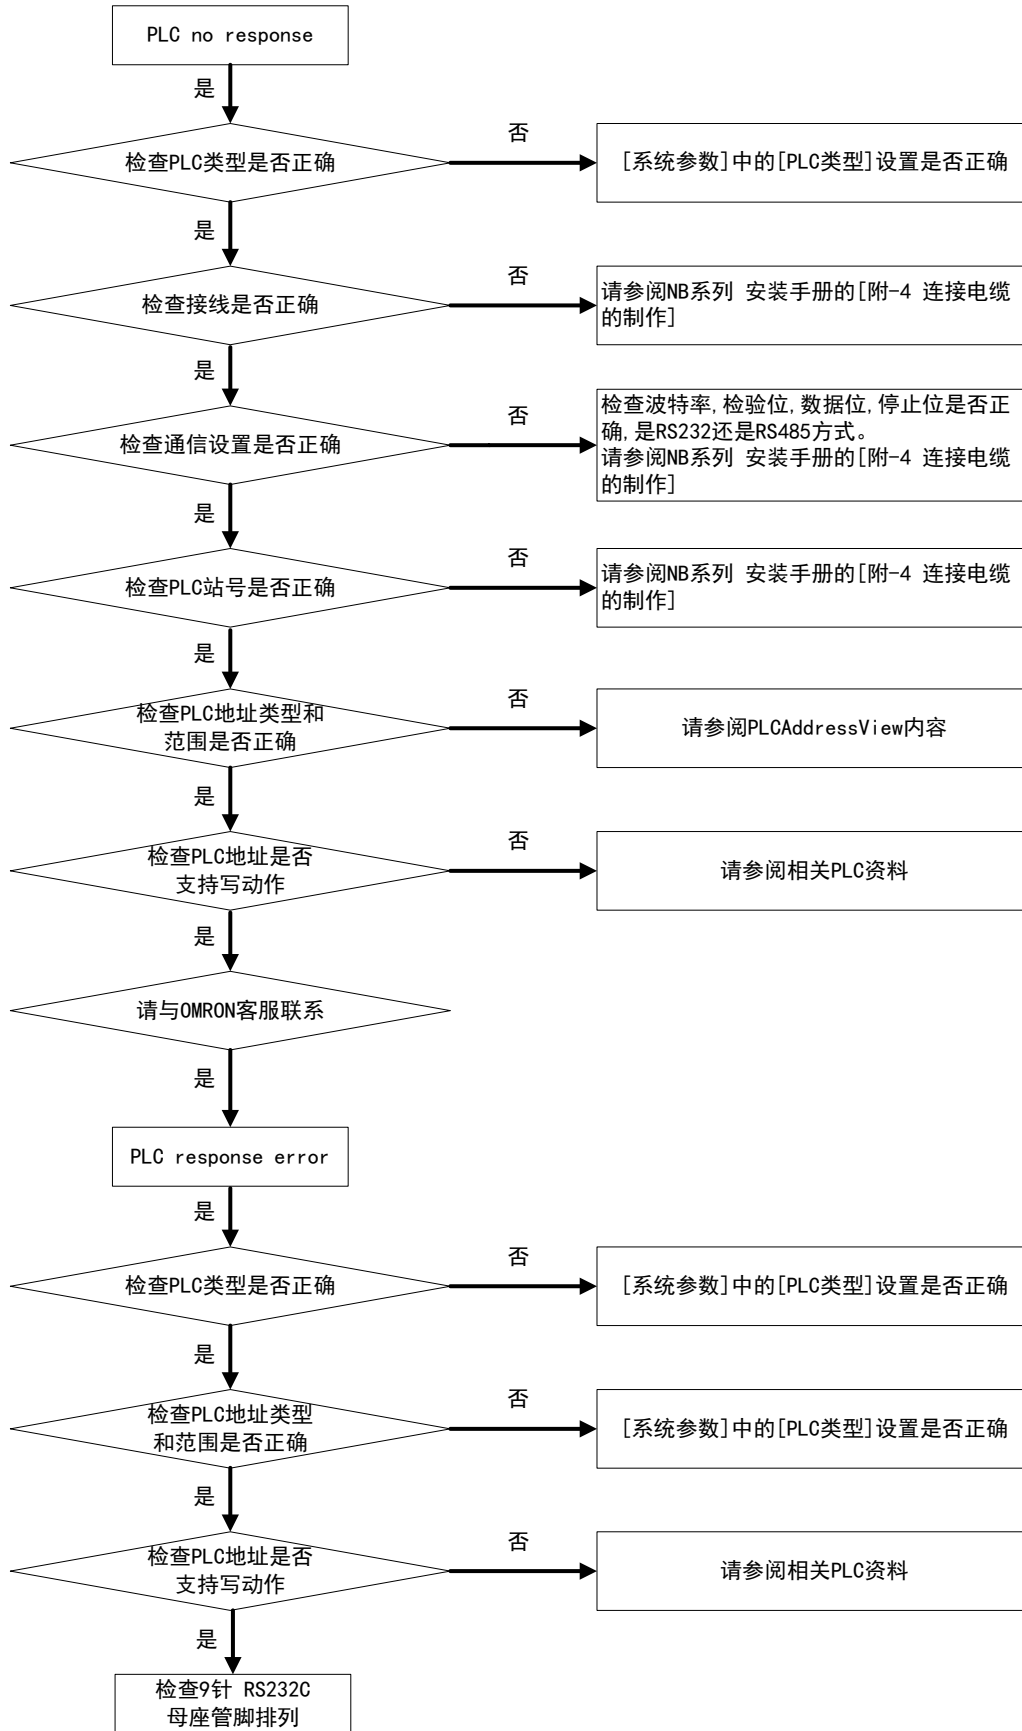 PLC no response
是
检查PLC类型是否正确
否
[系统参数]中的[PLC类型]设置是否正确
是
检查接线是否正确
否
请参阅NB系列 安装手册的[附-4 连接电缆
的制作]
是
检查通信设置是否正确
否
检查波特率,检验位,数据位,停止位是否正
确,是RS232还是RS485方式。
请参阅NB系列 安装手册的[附-4 连接电缆
的制作]
是
检查PLC站号是否正确
否
请参阅NB系列 安装手册的[附-4 连接电缆
的制作]
是
检查PLC地址类型和
范围是否正确
否
请参阅PLCAddressView内容
是
检查PLC地址是否
支持写动作
否
请参阅相关PLC资料
是
请与OMRON客服联系
是
PLC response error
是
检查PLC类型是否正确
否
[系统参数]中的[PLC类型]设置是否正确
是
检查PLC地址类型
和范围是否正确
否
[系统参数]中的[PLC类型]设置是否正确
是
检查PLC地址是否
支持写动作
否
请参阅相关PLC资料
是
检查9针 RS232C
母座管脚排列